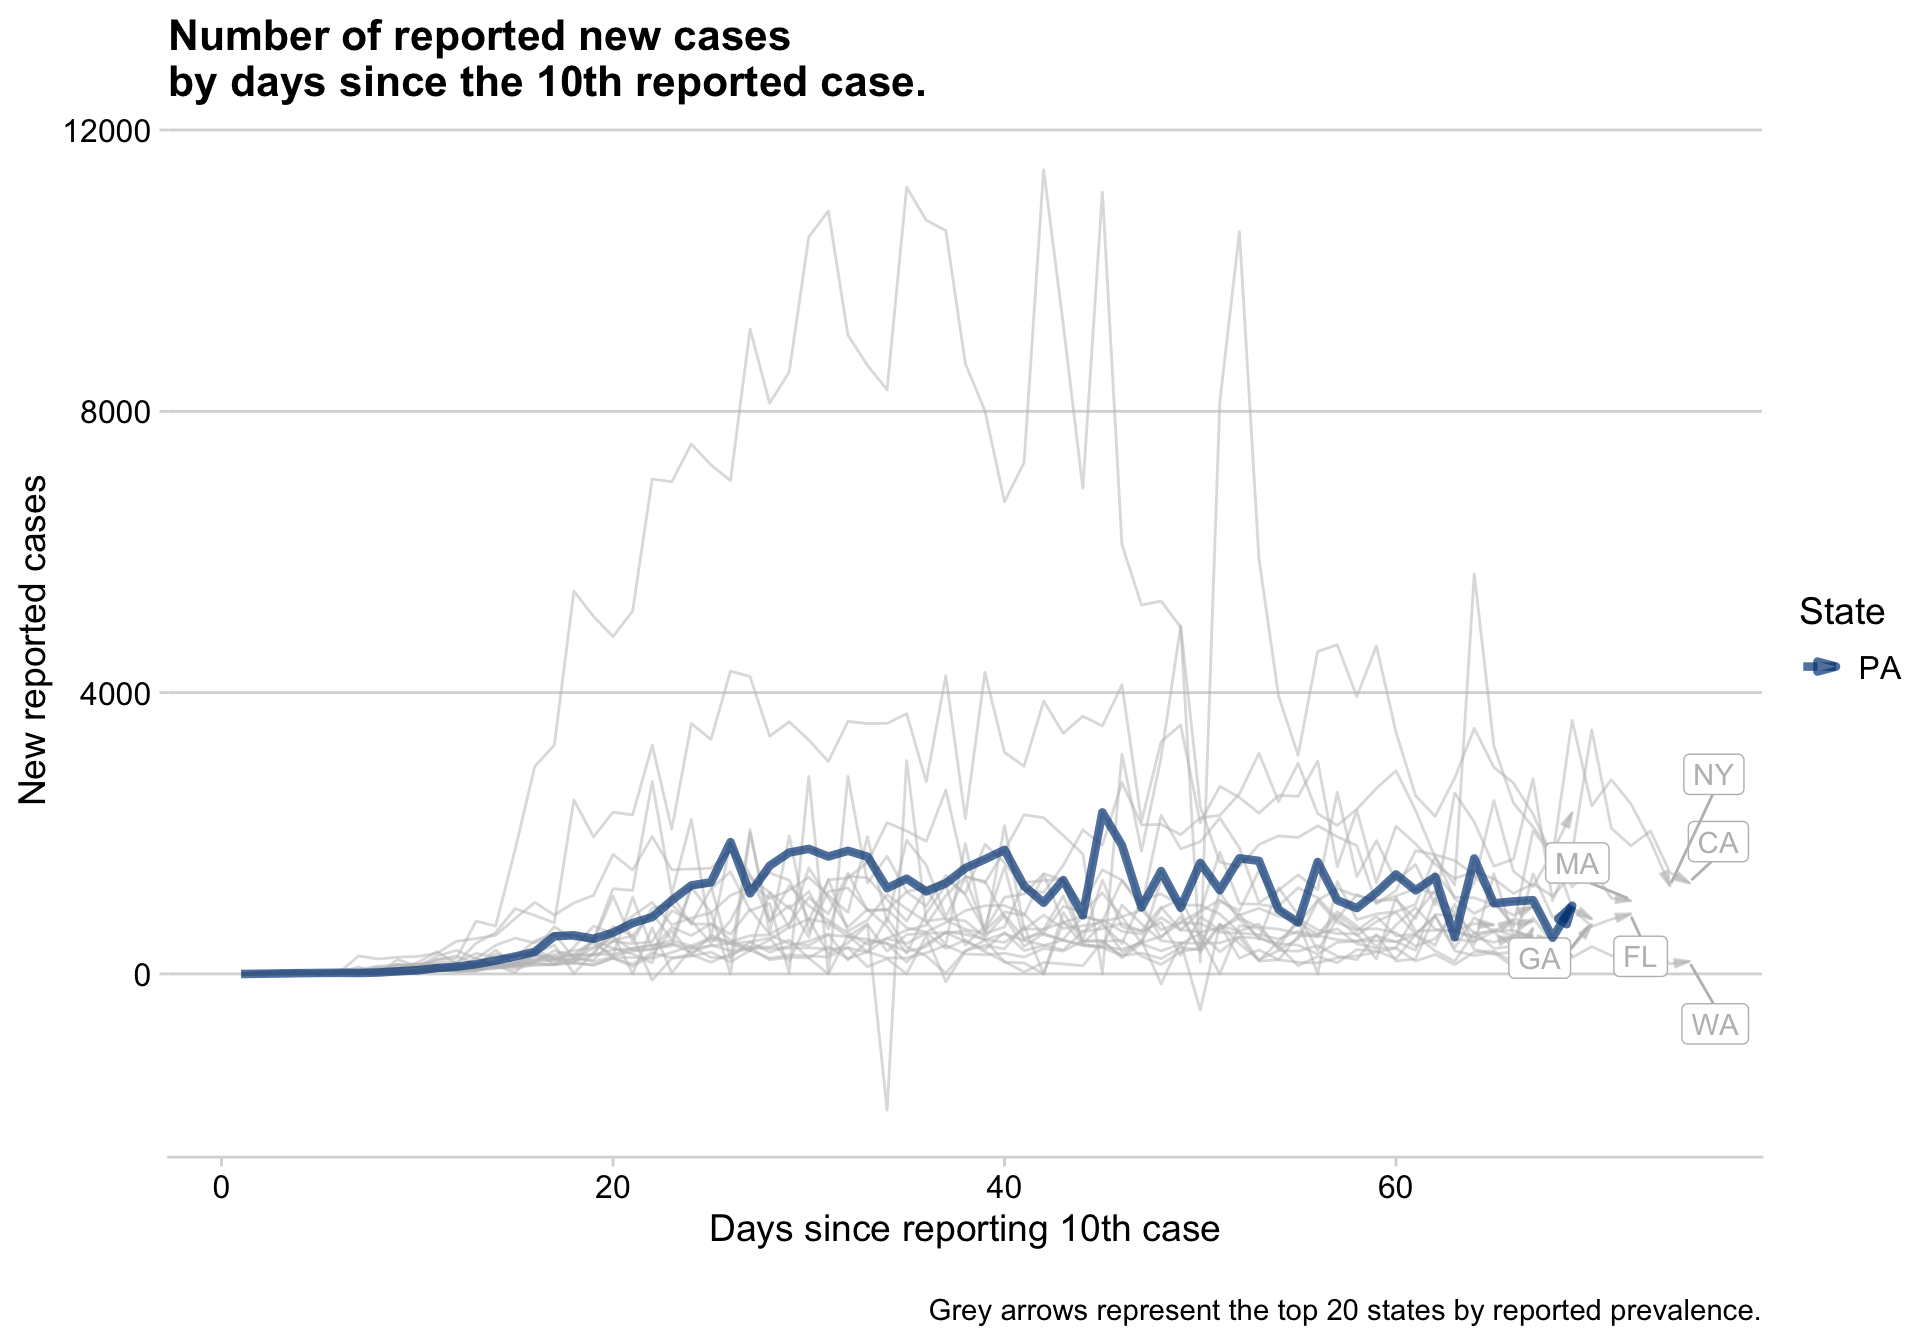 Number of reported new cases
by days since the 10th reported case.
12000
8000
4000
0
New reported cases
NY
CA
MA
GA
FL
WA
State
PA
0
20
40
60
Days since reporting 10th case
Grey arrows represent the top 20 states by reported prevalence.